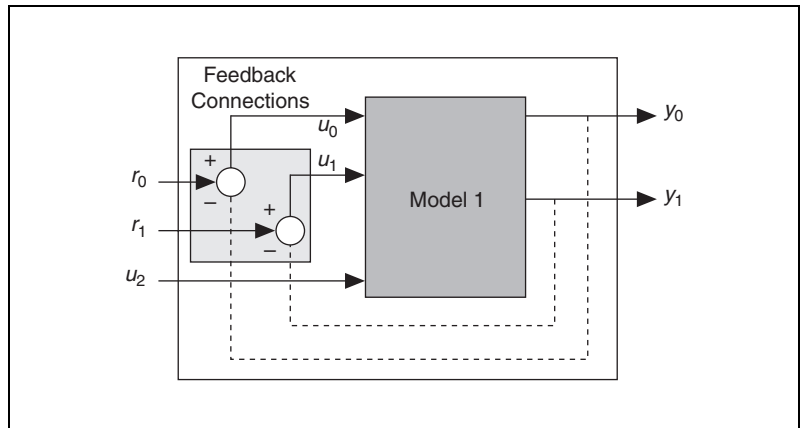 Feedback
Connections
u0
y0
+
u1
r0
−
Model 1
+
y1
r1
−
u2